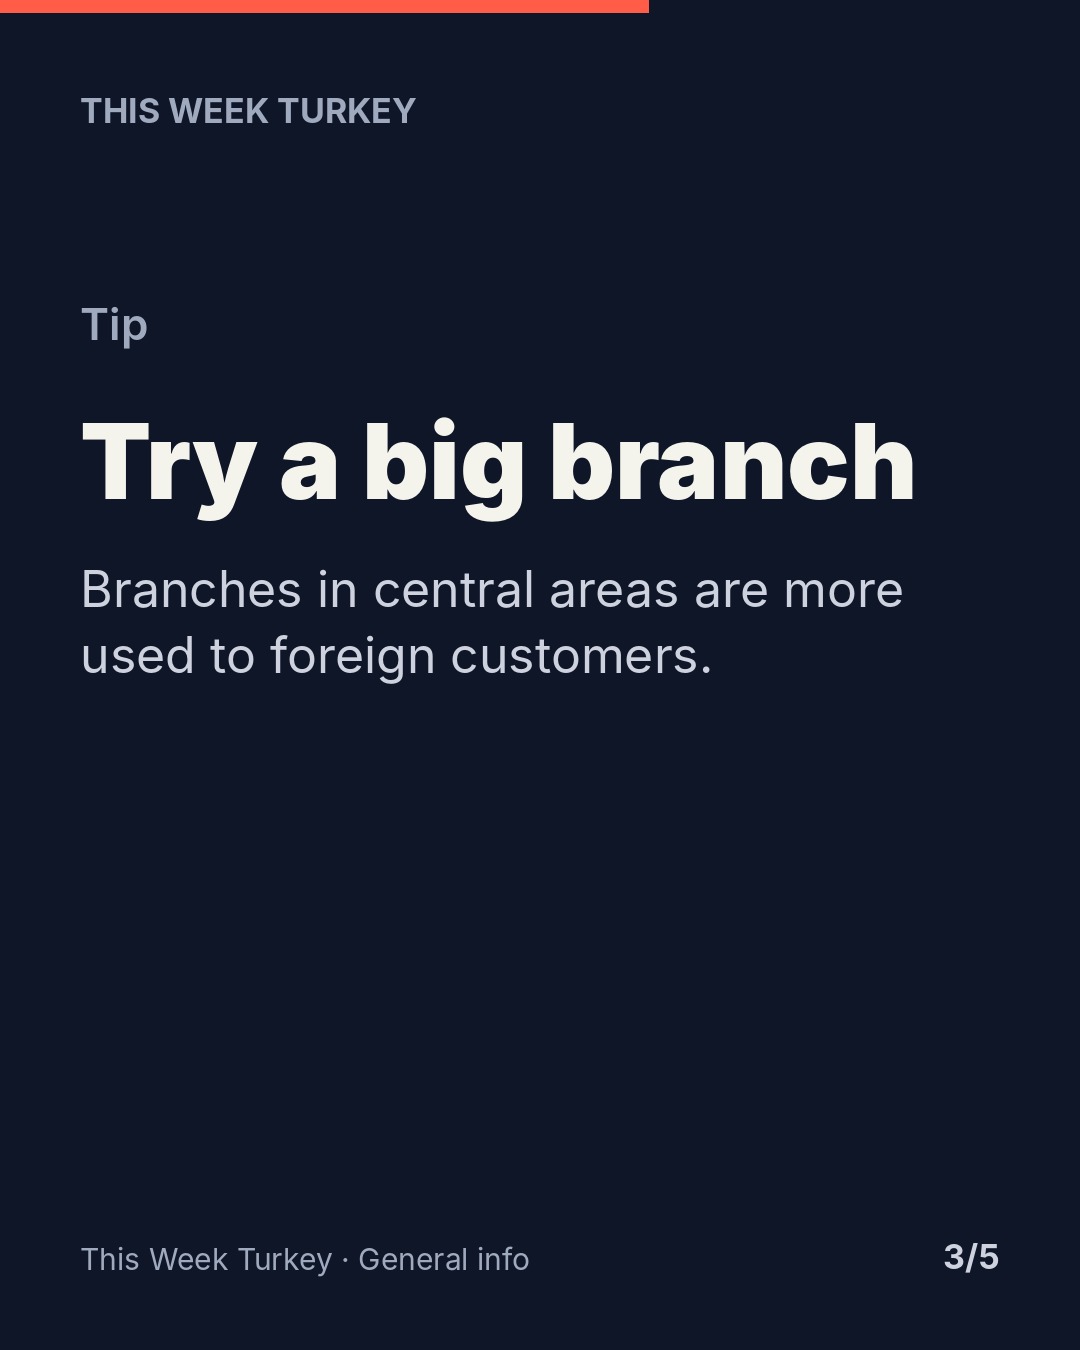 THIS WEEK TURKEY
Tip
Try a big branch
Branches in central areas are more
used to foreign customers.
This Week Turkey · General info
3/5